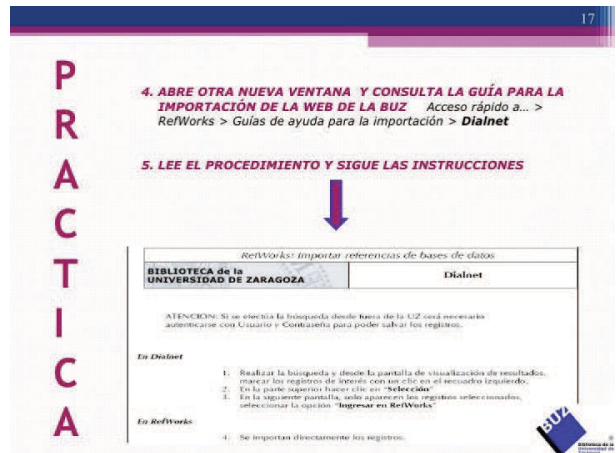 17
PRACTICA
4. ABRE OTRA NUEVA VENTANA Y CONSULTA LA GUÍA PARA LA
IMPORTACIÓN DE LA WEB DE LA BUZ Acceso rápido a... >
RefWorks > Guías de ayuda para la importación > Dialnet
5. LEE EL PROCEDIMIENTO Y SIGUE LAS INSTRUCCIONES
RefWorks: Importar referencias de bases de datos
BIBLIOTECA de la
UNIVERSIDAD DE ZARAGOZA
Dialnet
ATENCION: Si se efectúa la búsqueda desde fuera de la UZ será necesario
autenticarse con Usuario y Contraseña para poder salvar los registros.
En Dialnet
1. Realizar la búsqueda y desde la pantalla de visualización de resultados,
marcar los registros de interés con un clic en el recuadro izquierdo.
2. En la parte superior hacer clic en "Selección"
3. En la siguiente pantalla, solo aparecen los registros seleccionados,
seleccionar la opción "Ingresar en RefWorks"
En RefWorks
4. Se importan directamente los registros.
BUZ
Biblioteca de la
Universidad de